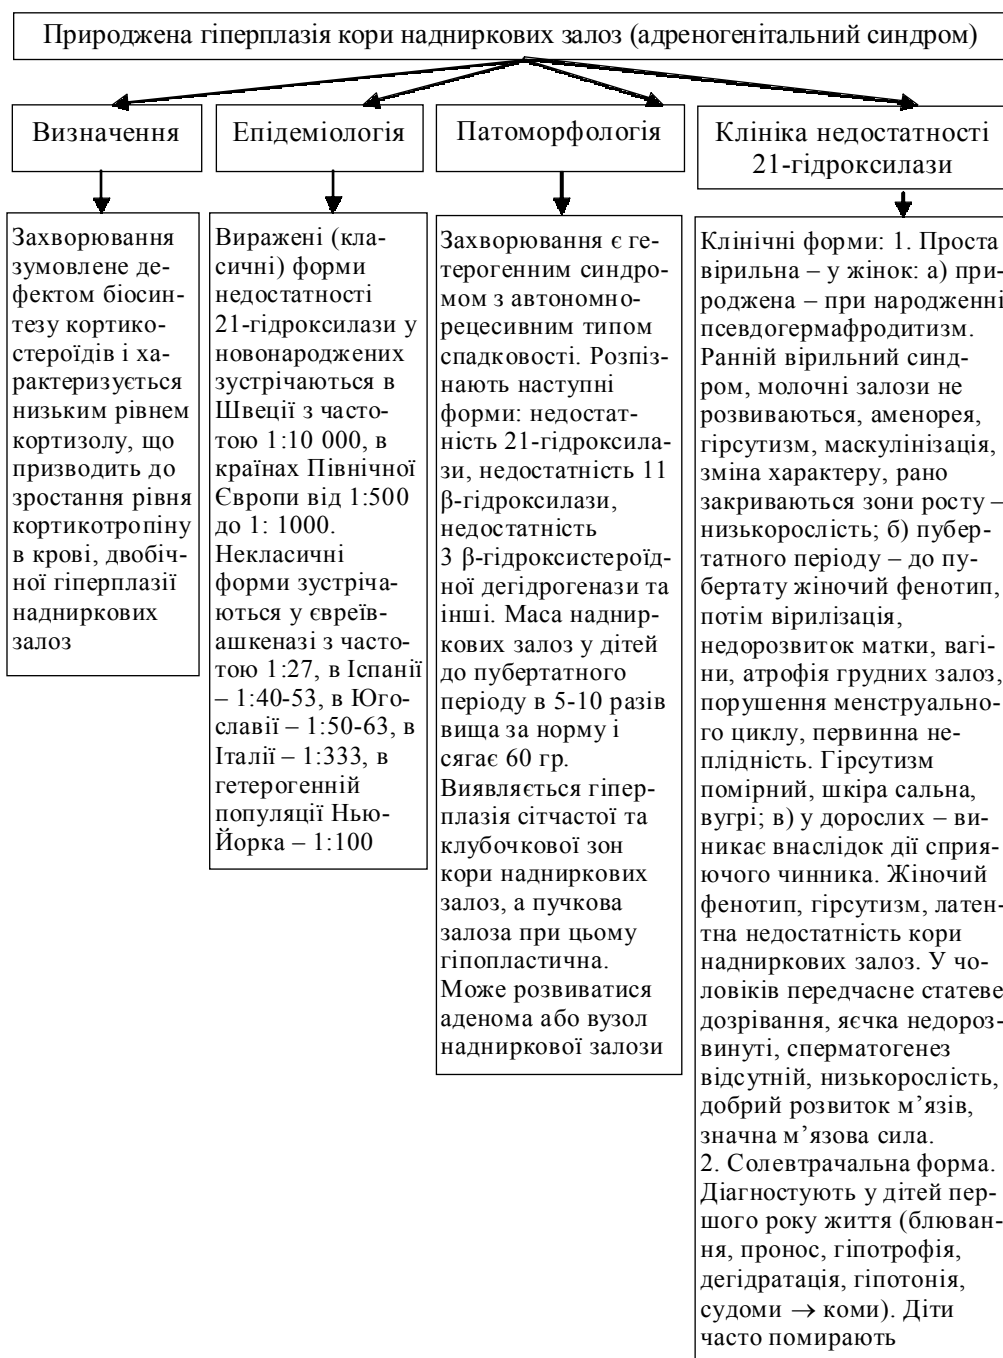 Природжена гіперплазія кори надниркових залоз (адреногенітальний синдром)
Визначення
Захворювання
зумовлене де-
фектом біосин-
тезу кортико-
стероїдів і ха-
рактеризується
низьким рівнем
кортизолу, що
призводить до
зростання рівня
кортикотропіну
в крові, двобіч-
ної гіперплазії
надниркових
залоз
Епідеміологія
Виражені (кла-
сичні) форми
недостатності
21-гідроксилази у
новонароджених
зустрічаються в
Швеції з часто-
тою 1:10 000, в
країнах Північної
Європи від 1:500
до 1: 1000.
Некласичні
форми зустріча-
ються у євреїв-
ашкеназі з часто-
тою 1:27, в Іспанії
– 1:40-53, в Юго-
славії – 1:50-63, в
Італії – 1:333, в
гетерогенній
популяції Нью-
Йорка – 1:100
Патоморфологія
Захворювання є ге-
терогенним синдро-
мом з автономно-
рецесивним типом
спадковості. Розпіз-
нають наступні
форми: недостат-
ність 21-гідроксила-
зи, недостатність 11
β-гідроксилази,
недостатність
3 β-гідроксистероїд-
ної дегідрогенази та
інші. Маса наднир-
кових залоз у дітей
до пубертатного
періоду в 5-10 разів
вища за норму і
сягає 60 гр.
Виявляється гіпер-
плазія сітчастої та
клубочкової зон
кори надниркових
залоз, а пучкова
залоза при цьому
гіпопластична.
Може розвиватися
аденома або вузол
надниркової залози
Клініка недостатності
21-гідроксилази
Клінічні форми: 1. Проста
вірильна – у жінок: а) при-
роджена – при народженні
псевдогермафродитизм.
Ранній вірильний синд-
ром, молочні залози не
розвиваються, аменорея,
гірсутизм, маскулінізація,
зміна характеру, рано
закриваються зони росту –
низькорослість; б) пубер-
татного періоду – до пу-
бертату жіночий фенотип,
потім вірилізація,
недорозвиток матки, вагі-
ни, атрофія грудних залоз,
порушення менструально-
го циклу, первинна не-
плідність. Гірсутизм
помірний, шкіра сальна,
вугрі; в) у дорослих – ви-
никає внаслідок дії сприя-
ючого чинника. Жіночий
фенотип, гірсутизм, латен-
тна недостатність кори
надниркових залоз. У чо-
ловіків передчасне статеве
дозрівання, яєчка недороз-
винуті, сперматогенез
відсутній, низькорослість,
добрий розвиток м’язів,
значна м’язова сила.
2. Солевтрачальна форма.
Діагностують у дітей пер-
шого року життя (блюван-
ня, пронос, гіпотрофія,
дегідратація, гіпотонія,
судоми → коми). Діти
часто помирають